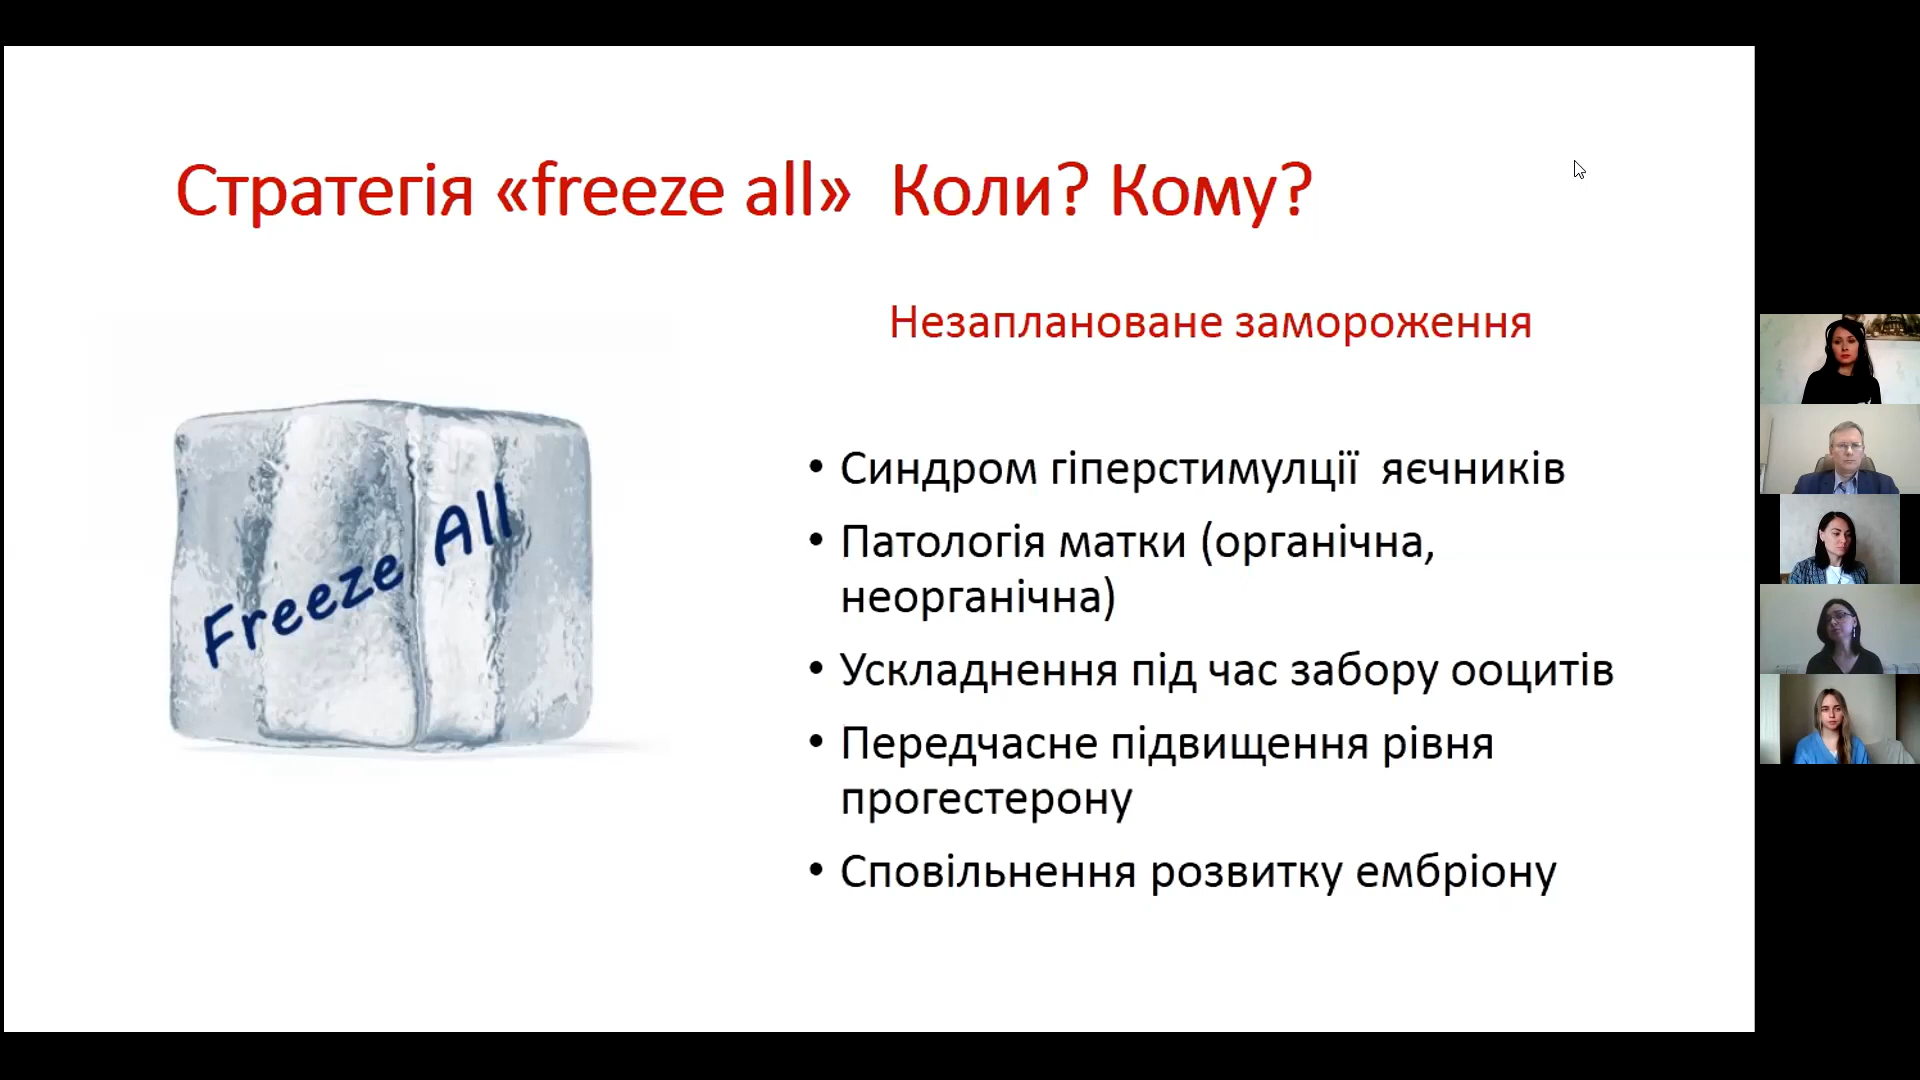 Стратегія «freeze all» Коли? Кому?
Незаплановане замороження
Freeze All
• Синдром гіперстимулції яєчників
• Патологія матки (органічна,
неорганічна)
• Ускладнення під час забору ооцитів
• Передчасне підвищення рівня
прогестерону
• Сповільнення розвитку ембріону